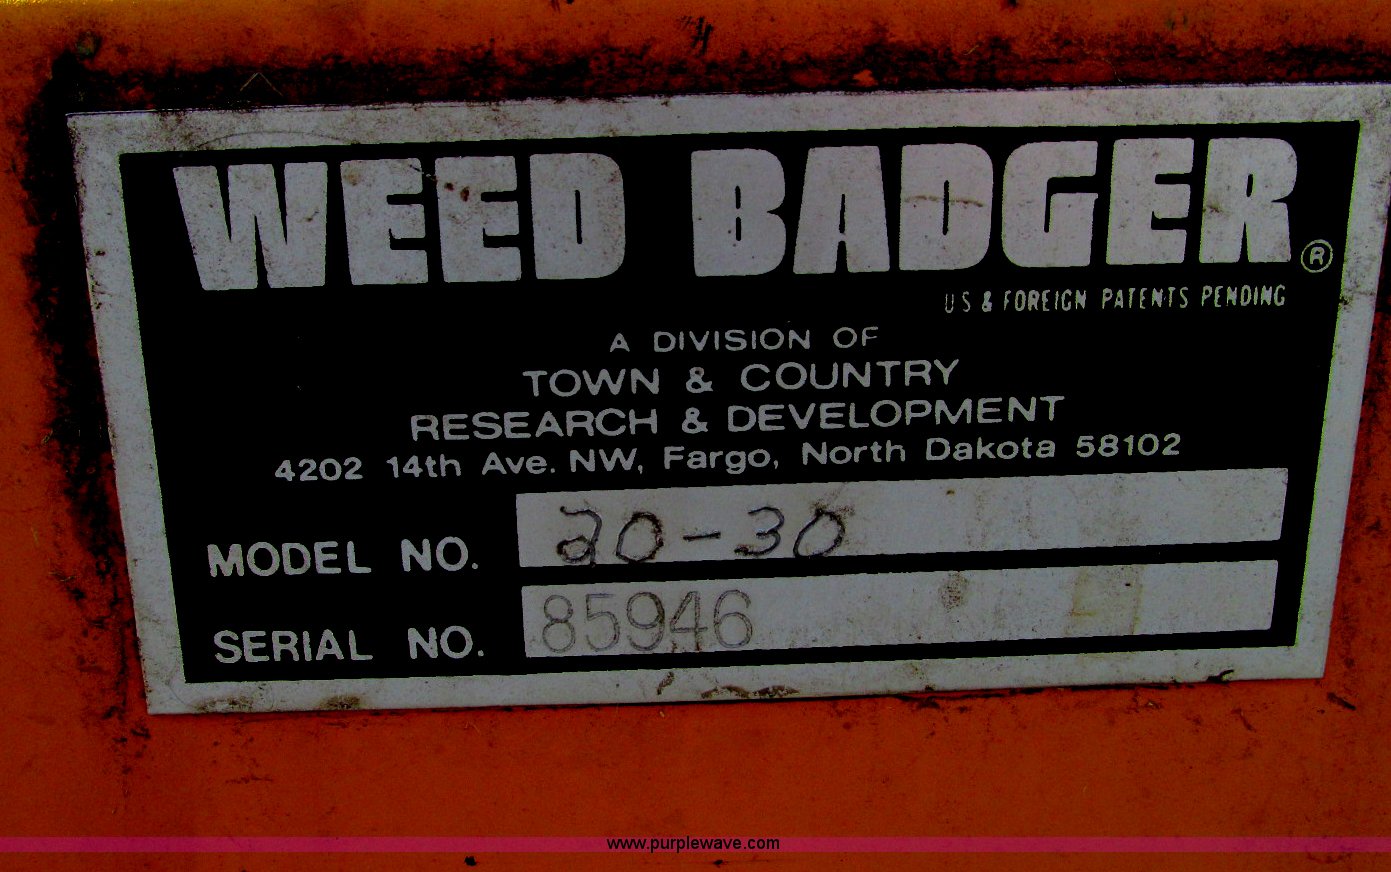 WEED BADGER ®
US & FOREIGN PATENTS PENDING
A DIVISION OF
TOWN & COUNTRY
RESEARCH & DEVELOPMENT
4202 14th Ave. NW, Fargo, North Dakota 58102
MODEL NO. 20-30
SERIAL NO. 85946
www.purplewave.com